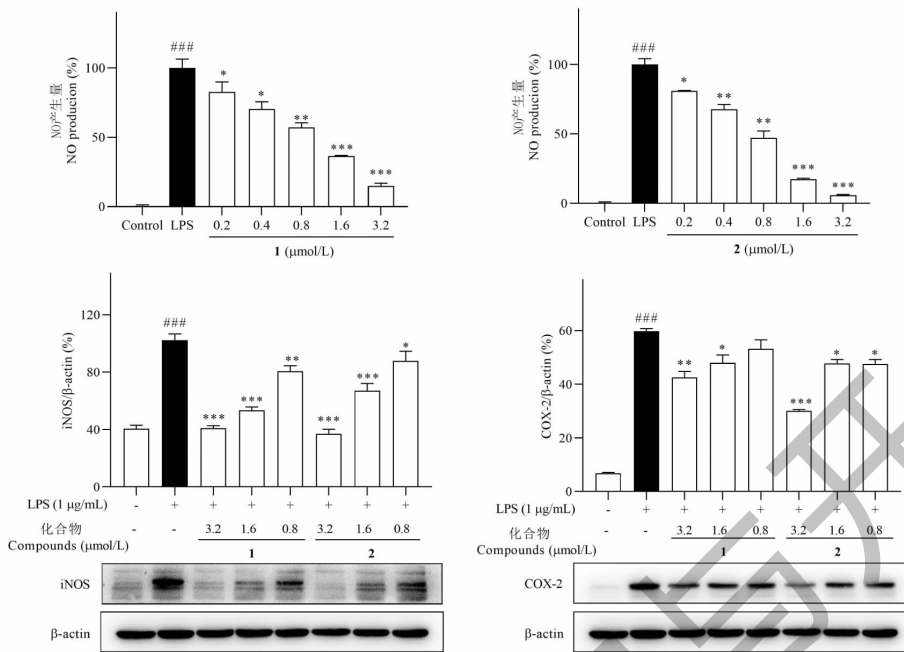 ###
*
*
**
***
***
100
50
0
NO产生量
NO producion (%)
Control LPS 0.2 0.4 0.8 1.6 3.2
1 (μmol/L)
###
*
**
**
***
***
100
50
0
NO产生量
NO producion (%)
Control LPS 0.2 0.4 0.8 1.6 3.2
2 (μmol/L)
###
***
***
**
***
***
*
120
80
40
0
iNOS/β-actin (%)
LPS (1 μg/mL) - + + + + + + +
化合物
Compounds (μmol/L)
- - 3.2 1.6 0.8 3.2 1.6 0.8
1 2
iNOS
β-actin
###
**
*
***
*
*
60
40
20
0
COX-2/β-actin (%)
LPS (1 μg/mL) - + + + + + + +
化合物
Compounds (μmol/L)
- - 3.2 1.6 0.8 3.2 1.6 0.8
1 2
COX-2
β-actin